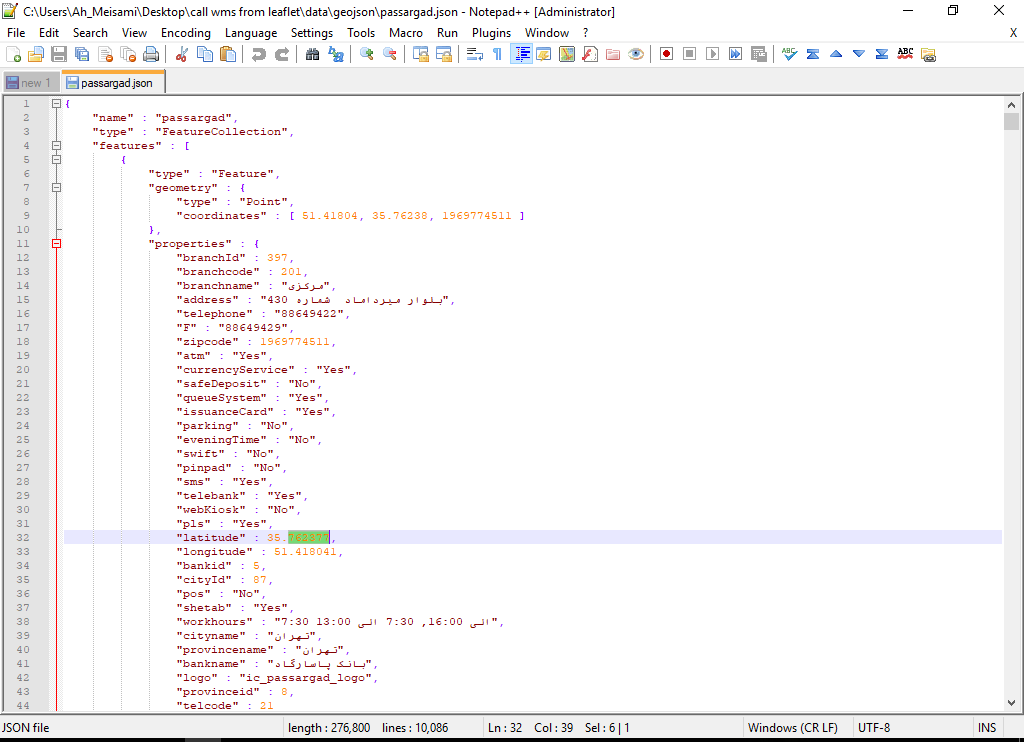 C:\Users\Ah_Meisami\Desktop\call wms from leaflet\data\geojson\passargad.json - Notepad++ [Administrator]
File Edit Search View Encoding Language Settings Tools Macro Run Plugins Window ? X
new 1 passargad.json
1 {
2 "name" : "passargad",
3 "type" : "FeatureCollection",
4 "features" : [
5 {
6 "type" : "Feature",
7 "geometry" : {
8 "type" : "Point",
9 "coordinates" : [ 51.41804, 35.76238, 1969774511 ]
10 },
11 "properties" : {
12 "branchId" : 397,
13 "branchcode" : 201,
14 "branchname" : "مرکزی",
15 "address" : "بلوار میرداماد  شماره 430",
16 "telephone" : "88649422",
17 "F" : "88649429",
18 "zipcode" : 1969774511,
19 "atm" : "Yes",
20 "currencyService" : "Yes",
21 "safeDeposit" : "No",
22 "queueSystem" : "Yes",
23 "issuanceCard" : "Yes",
24 "parking" : "No",
25 "eveningTime" : "No",
26 "swift" : "No",
27 "pinpad" : "No",
28 "sms" : "Yes",
29 "telebank" : "Yes",
30 "webKiosk" : "No",
31 "pls" : "Yes",
32 "latitude" : 35.762377,
33 "longitude" : 51.418041,
34 "bankid" : 5,
35 "cityId" : 87,
36 "pos" : "No",
37 "shetab" : "Yes",
38 "workhours" : "7:30 الی 16:00, 7:30 الی 13:00",
39 "cityname" : "تهران",
40 "provincename" : "تهران",
41 "bankname" : "بانک پاسارگاد",
42 "logo" : "ic_passargad_logo",
43 "provinceid" : 8,
44 "telcode" : 21
JSON file length : 276,800 lines : 10,086 Ln : 32 Col : 39 Sel : 6 | 1 Windows (CR LF) UTF-8 INS